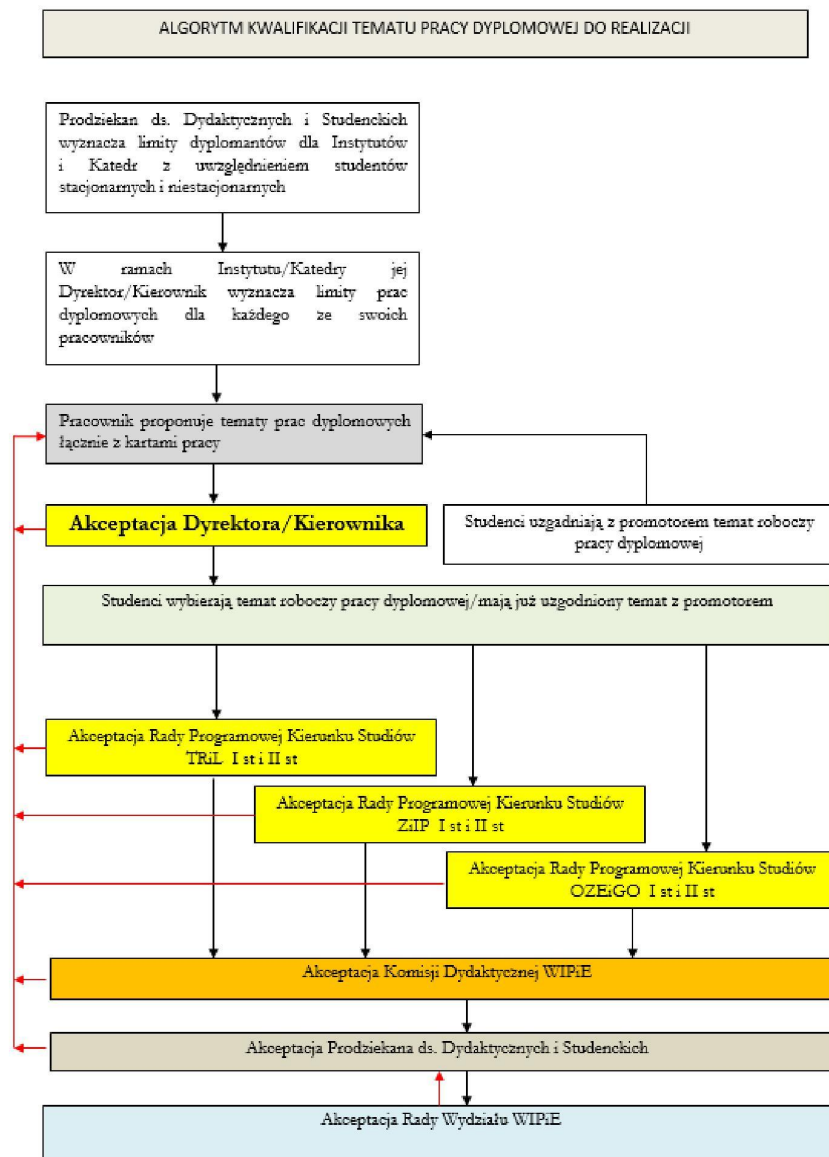 ALGORYTM KWALIFIKACJI TEMATU PRACY DYPLOMOWEJ DO REALIZACJI
Prodziekan ds. Dydaktycznych i Studenckich
wyznacza limity dyplomantów dla Instytutów
i Katedr z uwzględnieniem studentów
stacjonarnych i niestacjonarnych
W ramach Instytutu/Katedry jej
Dyrektor/Kierownik wyznacza limity prac
dyplomowych dla każdego ze swoich
pracowników
Pracownik proponuje tematy prac dyplomowych
łącznie z kartami pracy
Akceptacja Dyrektora/Kierownika
Studenci uzgadniają z promotorem temat roboczy
pracy dyplomowej
Studenci wybierają temat roboczy pracy dyplomowej/mają już uzgodniony temat z promotorem
Akceptacja Rady Programowej Kierunku Studiów
TRiL I st i II st
Akceptacja Rady Programowej Kierunku Studiów
ZiIP I st i II st
Akceptacja Rady Programowej Kierunku Studiów
OZEiGO I st i II st
Akceptacja Komisji Dydaktycznej WIPiE
Akceptacja Prodziekana ds. Dydaktycznych i Studenckich
Akceptacja Rady Wydziału WIPiE